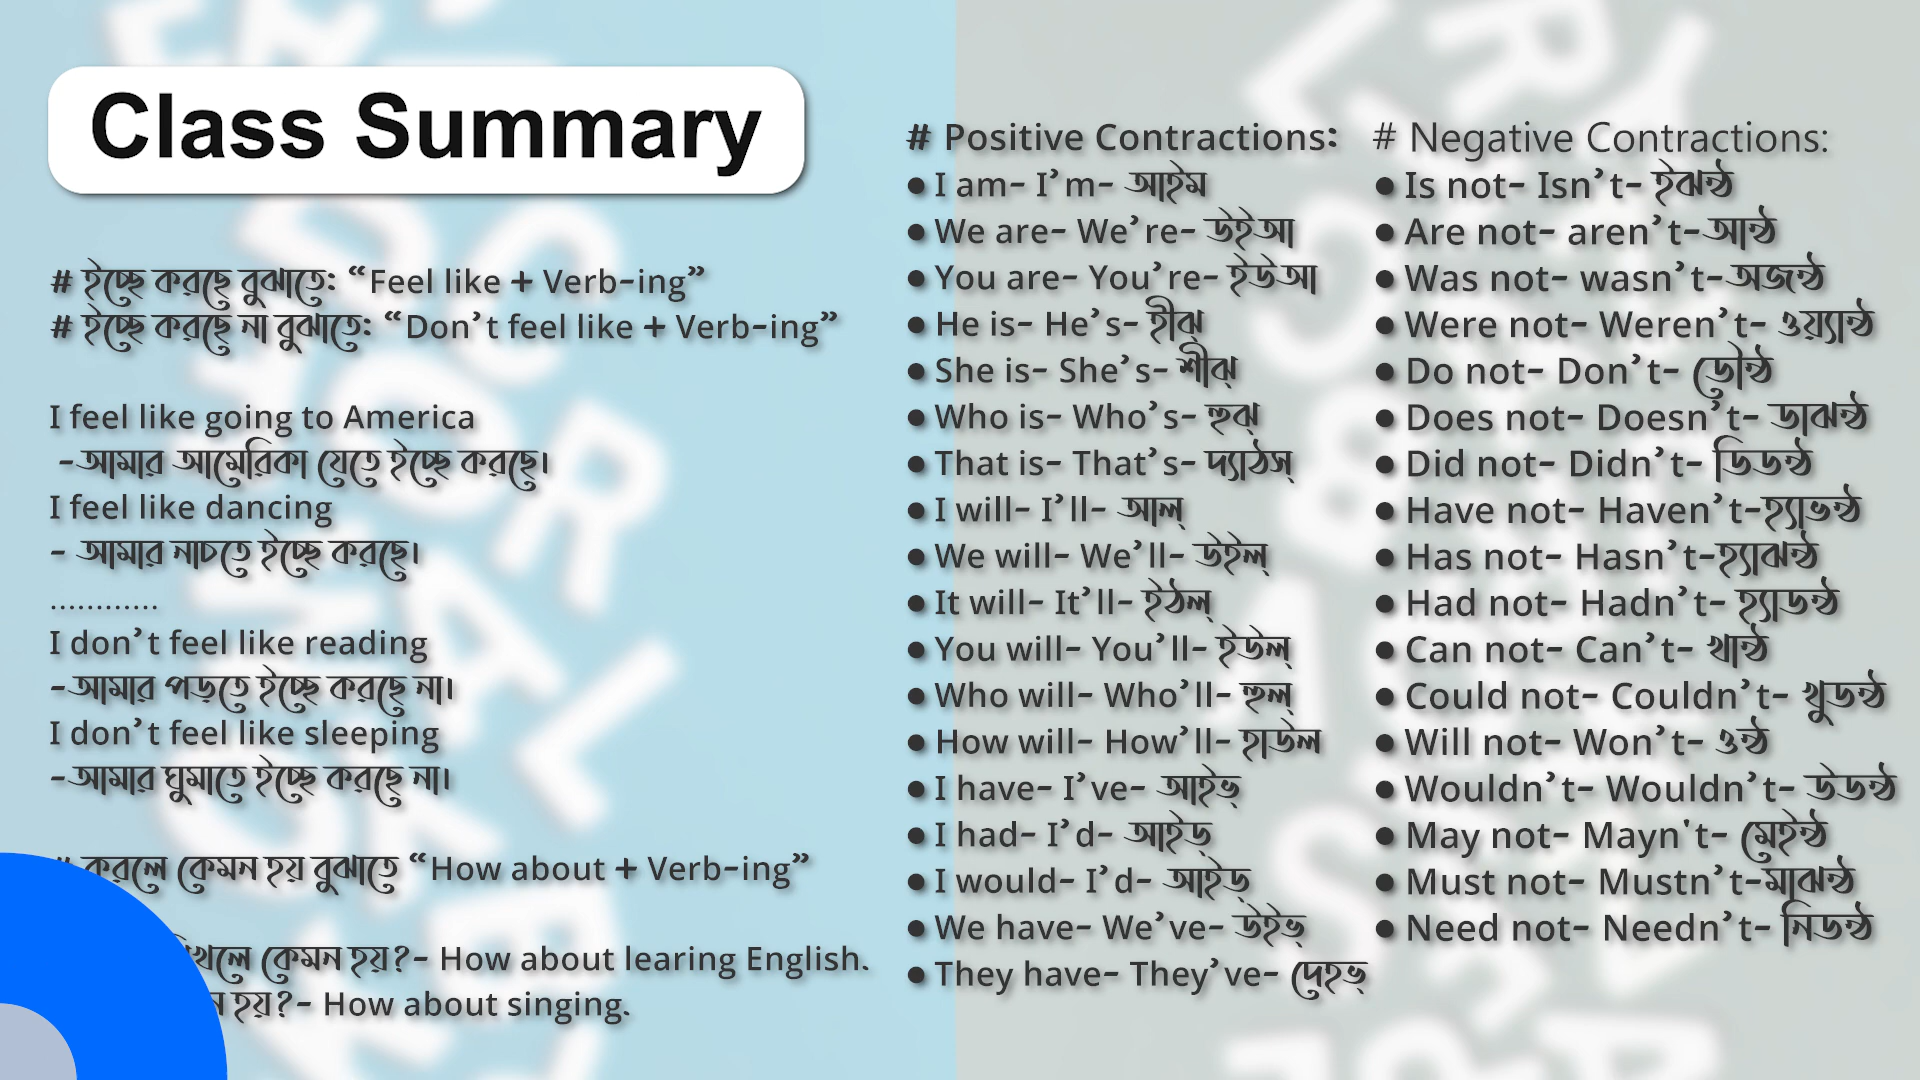 Class Summary
# ইচ্ছে করছে বুঝাতে: “Feel like + Verb-ing”
# ইচ্ছে করছে না বুঝাতে: “Don’t feel like + Verb-ing”
I feel like going to America
-আমার আমেরিকা যেতে ইচ্ছে করছে।
I feel like dancing
- আমার নাচতে ইচ্ছে করছে।
............
I don’t feel like reading
-আমার পড়তে ইচ্ছে করছে না।
I don’t feel like sleeping
-আমার ঘুমাতে ইচ্ছে করছে না।
# করলে কেমন হয় বুঝাতে “How about + Verb-ing”
কেমন হয়?- How about learing English.
হয়?- How about singing.
# Positive Contractions:
● I am- I’m- আইম
● We are- We’re- উইআ
● You are- You’re- ইউআ
● He is- He’s- হীঝ্
● She is- She’s- শীঝ্
● Who is- Who’s- হুঝ্
● That is- That’s- দ্যাঠস্
● I will- I’ll- আল্
● We will- We’ll- উইল্
● It will- It’ll- ইঠল্
● You will- You’ll- ইউল্
● Who will- Who’ll- হুল্
● How will- How’ll- হাউল
● I have- I’ve- আইভ্
● I had- I’d- আইড্
● I would- I’d- আইড্
● We have- We’ve- উইভ্
● They have- They’ve- দেহভ্
# Negative Contractions:
● Is not- Isn’t- ইঝন্ঠ
● Are not- aren’t-আন্ঠ
● Was not- wasn’t-অজন্ঠ
● Were not- Weren’t- ওয়্যান্ঠ
● Do not- Don’t- ডৌন্ঠ
● Does not- Doesn’t- ডাঝন্ঠ
● Did not- Didn’t- ডিডন্ঠ
● Have not- Haven’t-হ্যাভন্ঠ
● Has not- Hasn’t-হ্যাঝন্ঠ
● Had not- Hadn’t- হ্যাডন্ঠ
● Can not- Can’t- খান্ঠ
● Could not- Couldn’t- খুডন্ঠ
● Will not- Won’t- ওন্ঠ
● Wouldn’t- Wouldn’t- উডন্ঠ
● May not- Mayn't- মেইন্ঠ
● Must not- Mustn’t-মাঝন্ঠ
● Need not- Needn’t- নিডন্ঠ